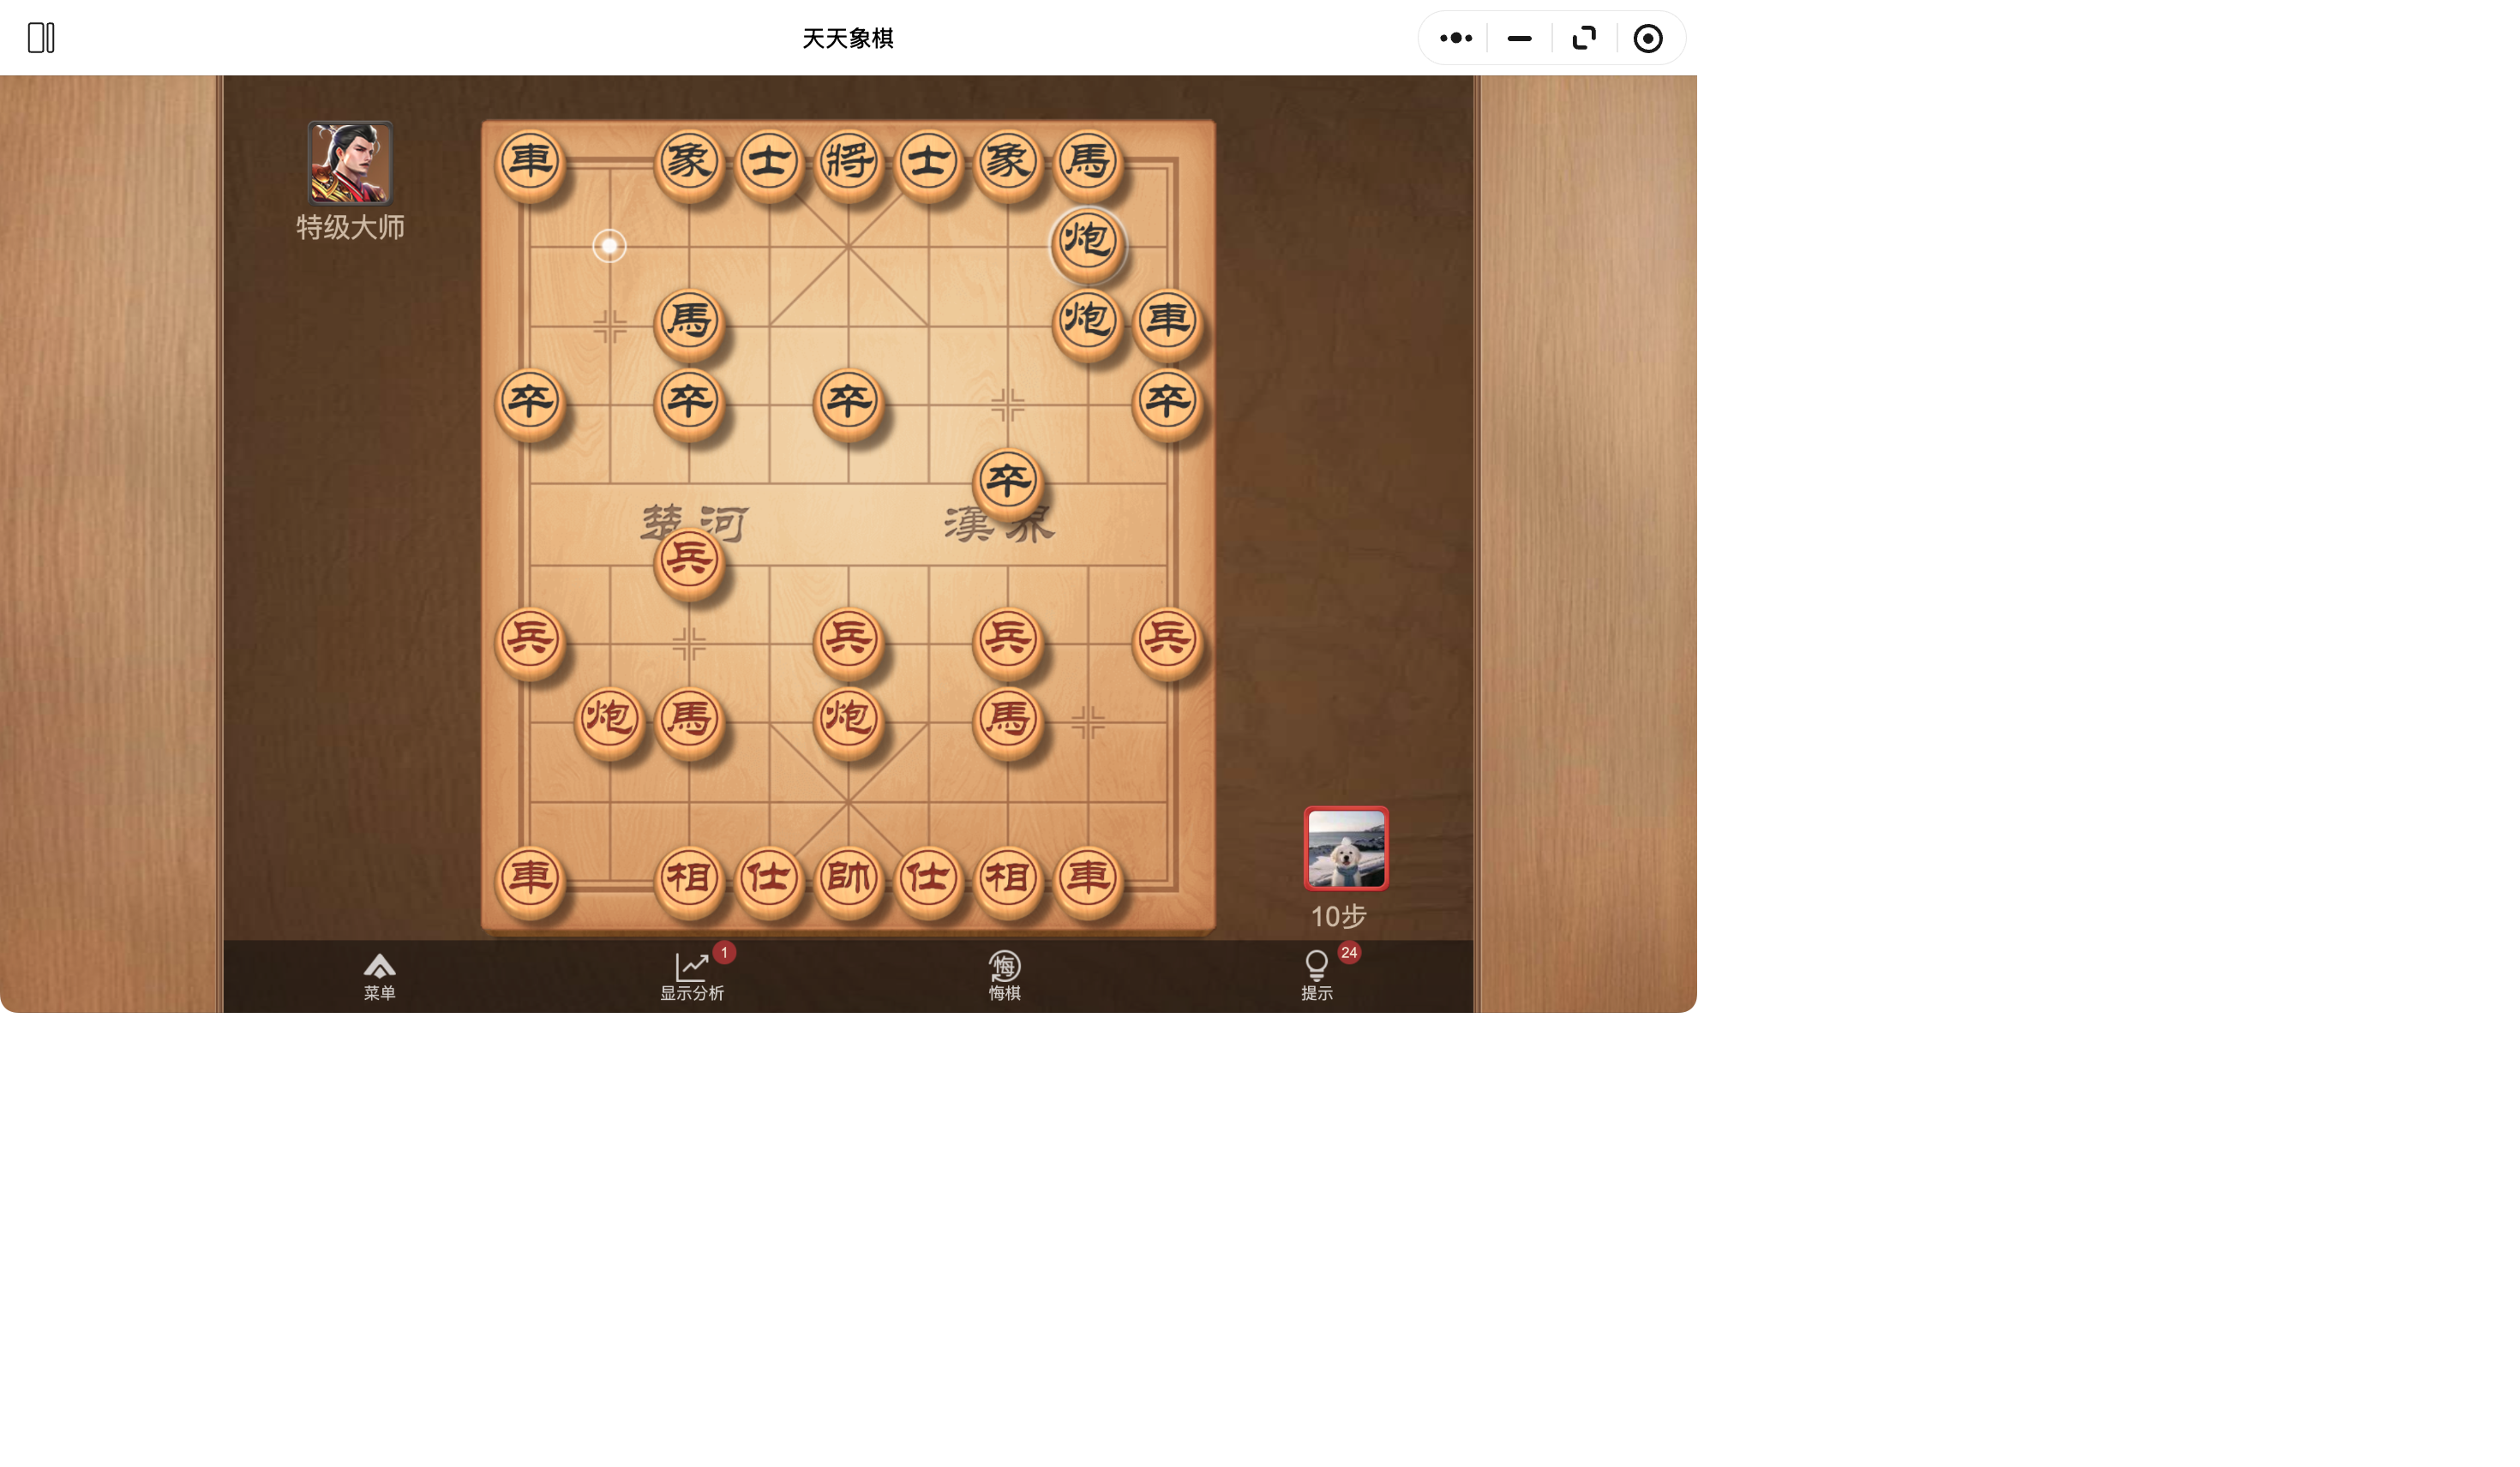 天天象棋
車 象 士 將 士 象 馬
特级大师
炮
馬 炮 車
卒 卒 卒 卒
卒
楚河 漢界
兵
兵 兵 兵 兵
炮 馬 炮 馬
車 相 仕 帥 仕 相 車
10步
1
24
菜单 显示分析 悔 悔棋 提示